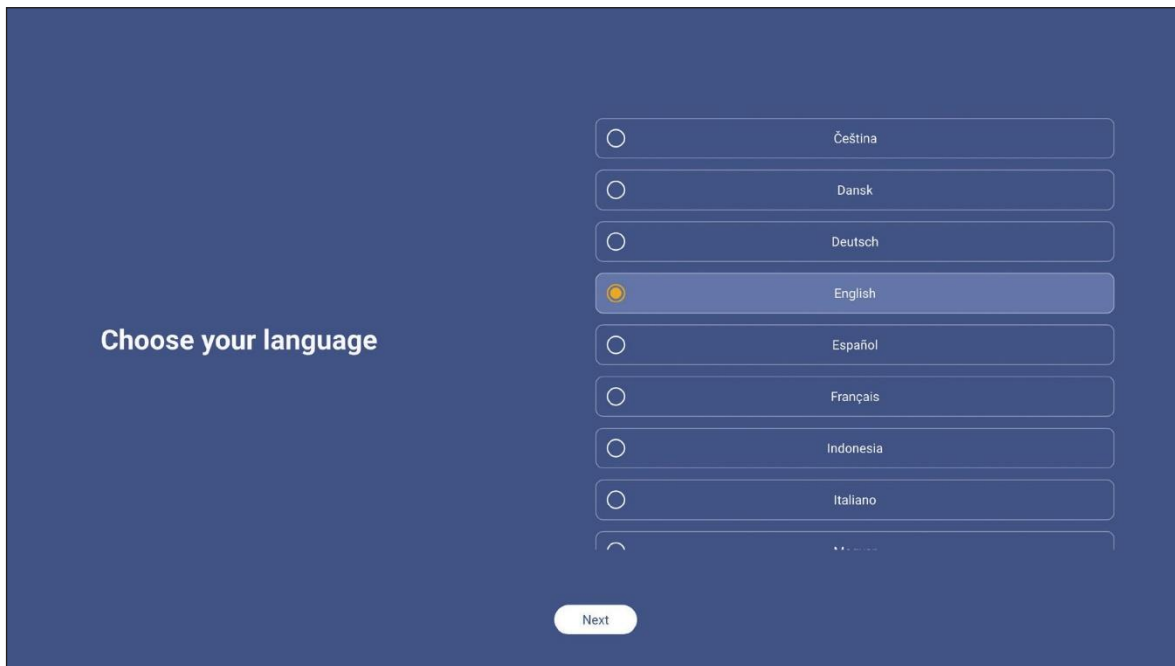 Choose your language
Čeština
Dansk
Deutsch
English
Español
Français
Indonesia
Italiano
Next